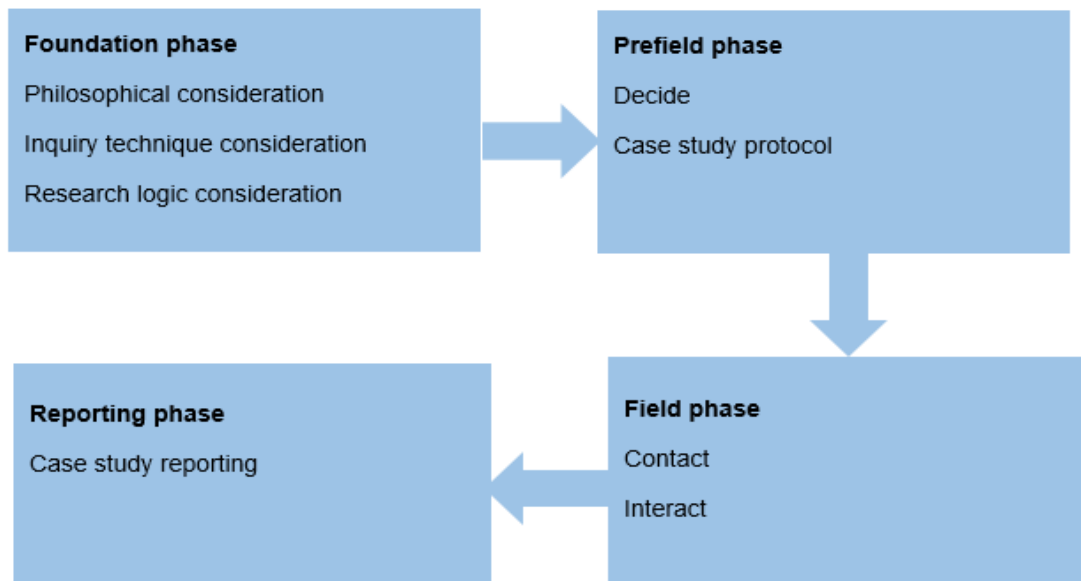 Foundation phase
Philosophical consideration
Inquiry technique consideration
Research logic consideration
Prefield phase
Decide
Case study protocol
Field phase
Contact
Interact
Reporting phase
Case study reporting